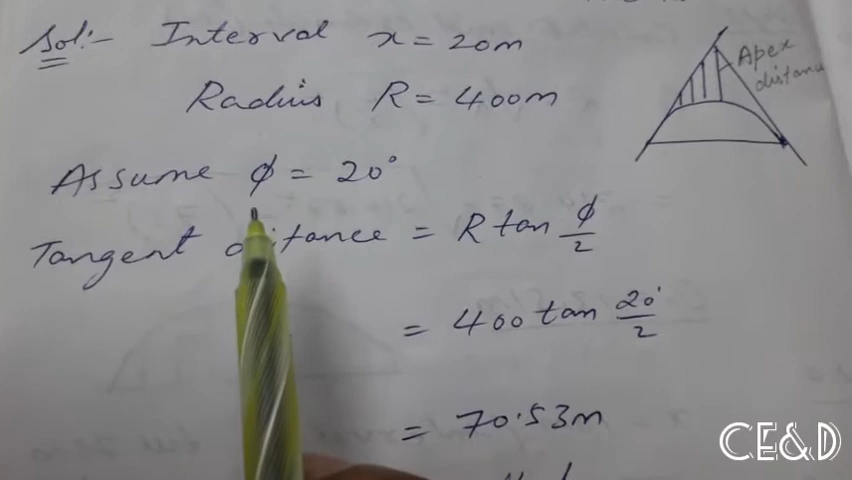 Sol:- Interval x = 20m
Radius R = 400m
Apex
distanc
Assume φ = 20°
Tangent distance = R tan φ/2
= 400 tan 20°/2
= 70.53m
CE&D